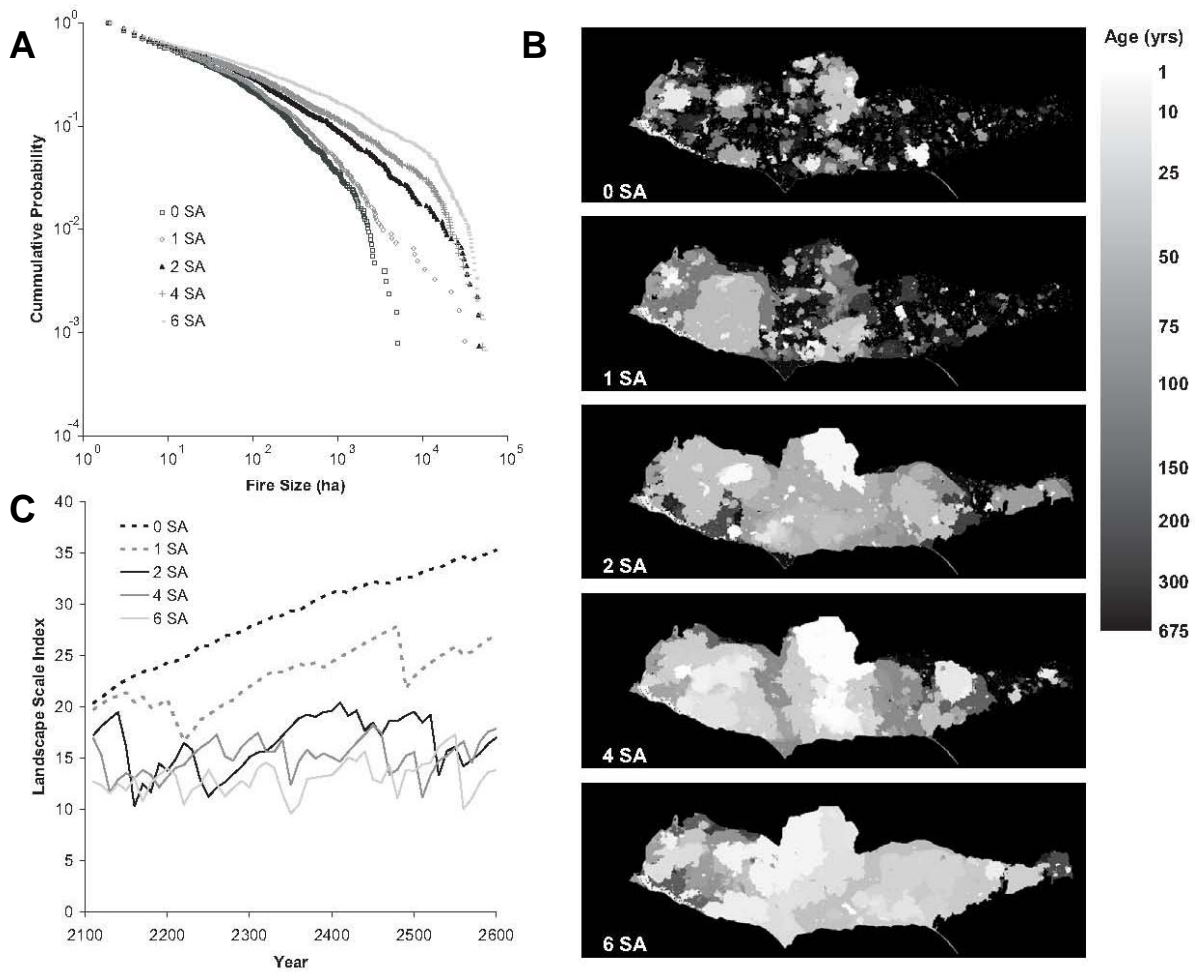 A
Cummulative Probability
10^0
10^-1
10^-2
10^-3
10^-4
0 SA
1 SA
2 SA
4 SA
6 SA
10^0 10^1 10^2 10^3 10^4 10^5
Fire Size (ha)
C
Landscape Scale Index
40
35
30
25
20
15
10
5
0
0 SA
1 SA
2 SA
4 SA
6 SA
2100 2200 2300 2400 2500 2600
Year
B
0 SA
1 SA
2 SA
4 SA
6 SA
Age (yrs)
1
10
25
50
75
100
150
200
300
675